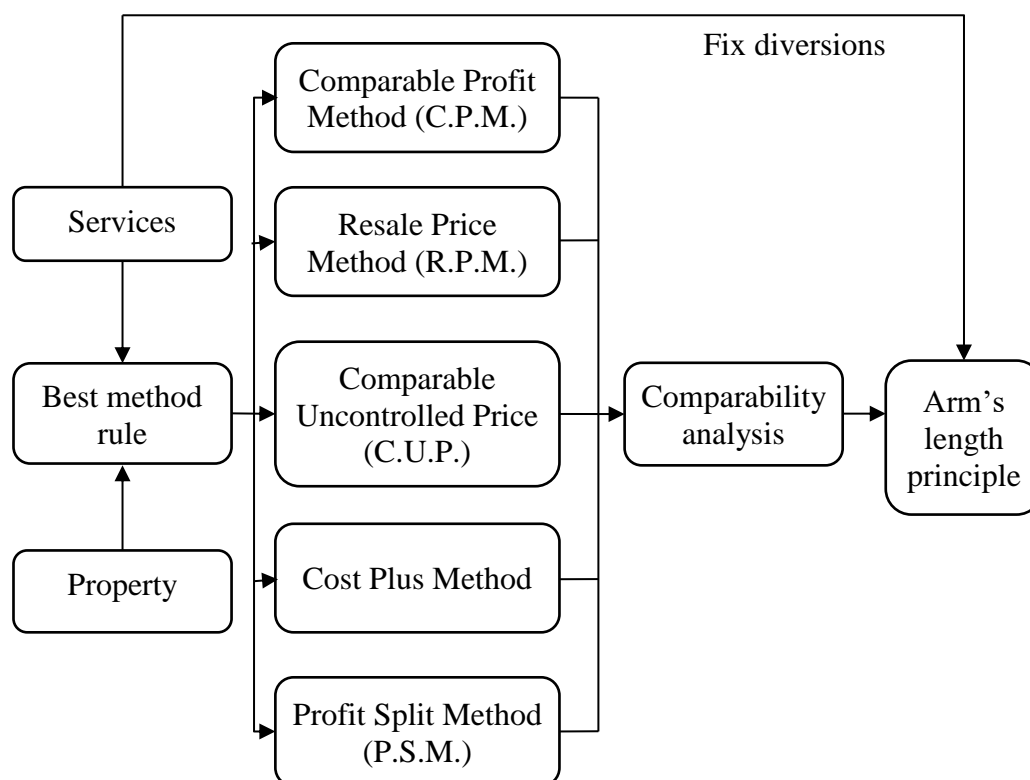 Fix diversions
Comparable Profit
Method (C.P.M.)
Services
Resale Price
Method (R.P.M.)
Best method
rule
Comparable
Uncontrolled Price
(C.U.P.)
Comparability
analysis
Arm’s
length
principle
Property
Cost Plus Method
Profit Split Method
(P.S.M.)